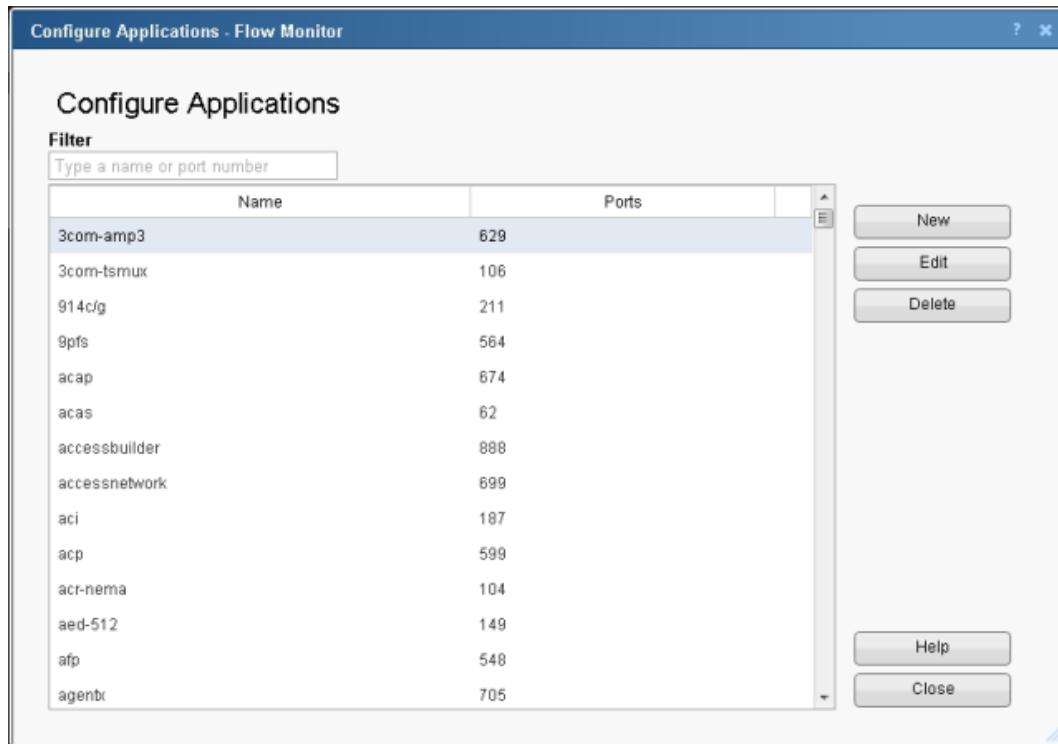 Configure Applications - Flow Monitor ?
Configure Applications
Filter
Type a name or port number
Name Ports
3com-amp3 629
3com-tsmux 106
914c/g 211
9pfs 564
acap 674
acas 62
accessbuilder 888
accessnetwork 699
aci 187
acp 599
acr-nema 104
aed-512 149
afp 548
agentx 705
New
Edit
Delete
Help
Close